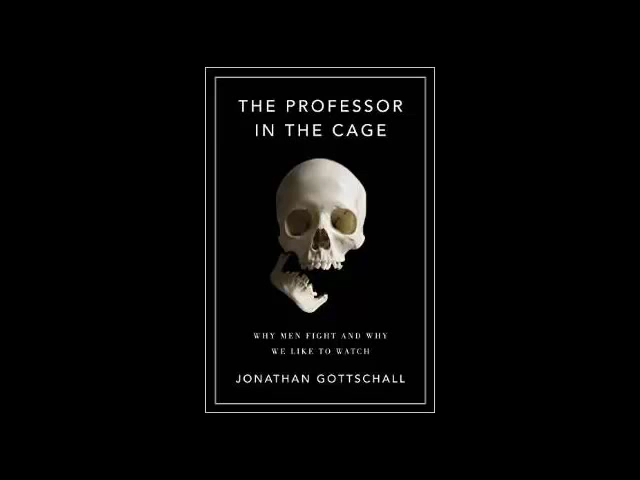 THE PROFESSOR
IN THE CAGE
WHY MEN FIGHT AND WHY
WE LIKE TO WATCH
JONATHAN GOTTSCHALL